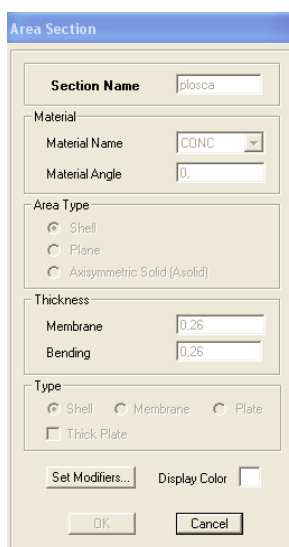 Area Section
Section Name plosca
Material
Material Name CONC
Material Angle 0,
Area Type
Shell
Plane
Axisymmetric Solid (Asolid)
Thickness
Membrane 0,26
Bending 0,26
Type
Shell Membrane Plate
Thick Plate
Set Modifiers... Display Color
OK Cancel